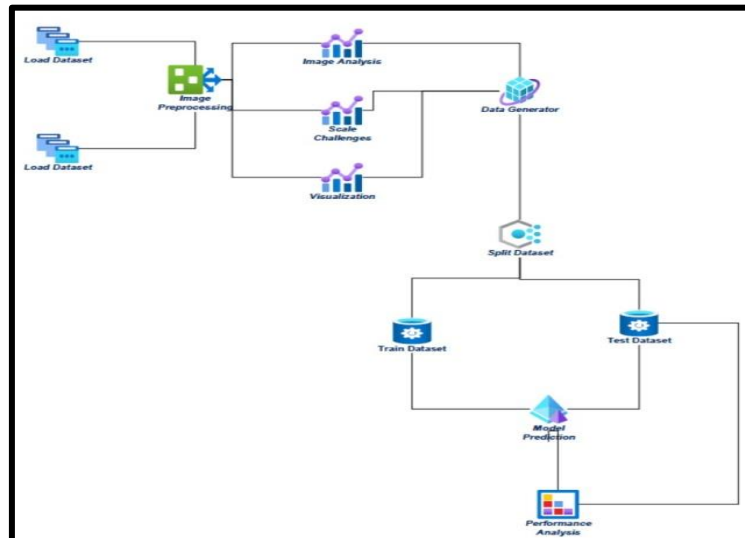 Load Dataset
Image
Preprocessing
Image Analysis
Scale
Challenges
Visualization
Data Generator
Load Dataset
Split Dataset
Train Dataset
Test Dataset
Model
Prediction
Performance
Analysis